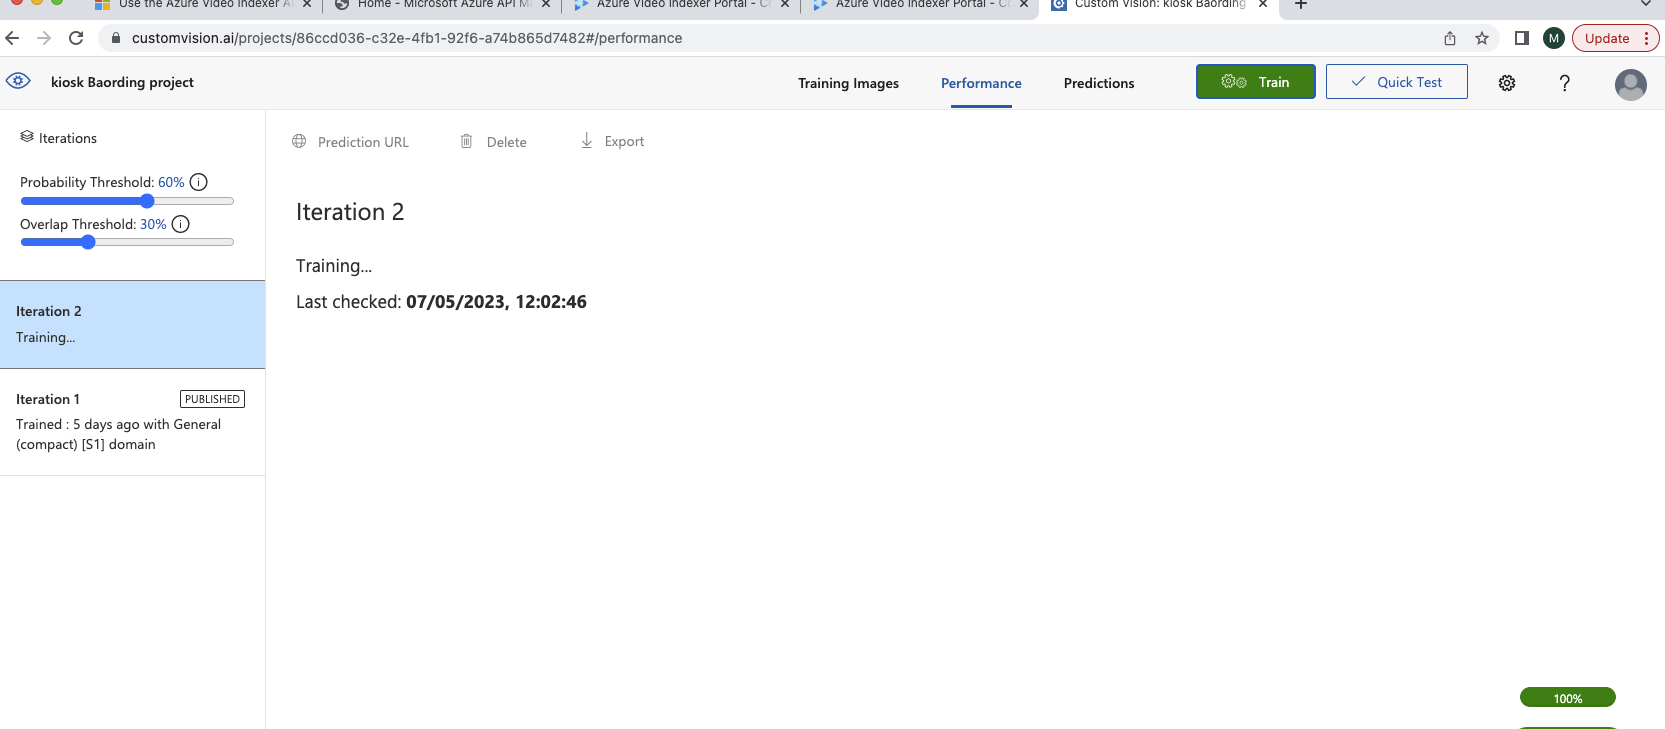 Use the Azure Video Indexer A
Home - Microsoft Azure API Ma
Azure Video Indexer Portal - Co
Azure Video Indexer Portal - Co
Custom Vision: kiosk Baording
customvision.ai/projects/86ccd036-c32e-4fb1-92f6-a74b865d7482#/performance
M
Update
kiosk Baording project
Training Images
Performance
Predictions
Train
Quick Test
?
Iterations
Prediction URL
Delete
Export
Probability Threshold: 60%
Overlap Threshold: 30%
Iteration 2
Training...
Last checked: 07/05/2023, 12:02:46
Iteration 2
Training...
Iteration 1
PUBLISHED
Trained : 5 days ago with General
(compact) [S1] domain
100%